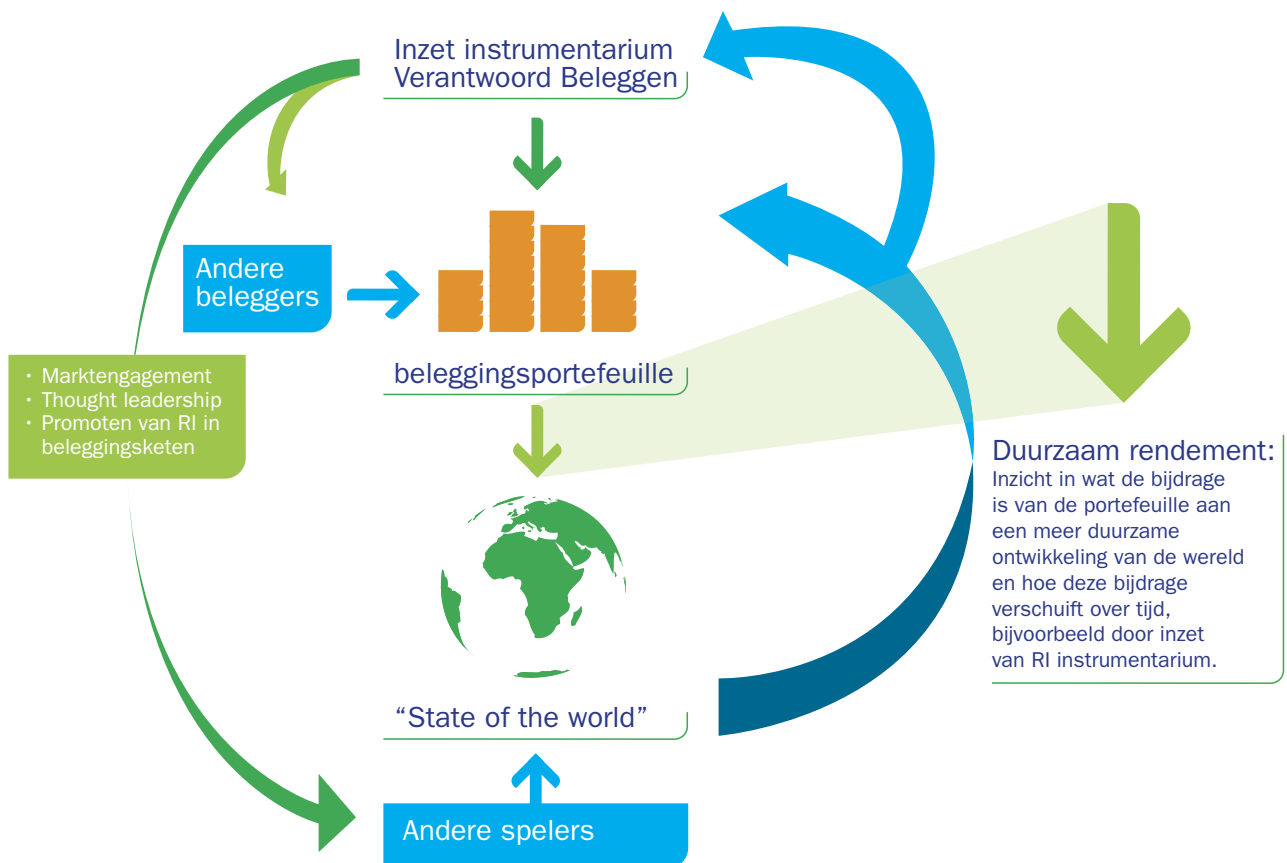 Inzet instrumentarium
Verantwoord Beleggen
Andere
beleggers
• Marktengagement
• Thought leadership
• Promoten van RI in
beleggingsketen
beleggingsportefeuille
Duurzaam rendement:
Inzicht in wat de bijdrage
is van de portefeuille aan
een meer duurzame
ontwikkeling van de wereld
en hoe deze bijdrage
verschuift over tijd,
bijvoorbeeld door inzet
van RI instrumentarium.
“State of the world”
Andere spelers